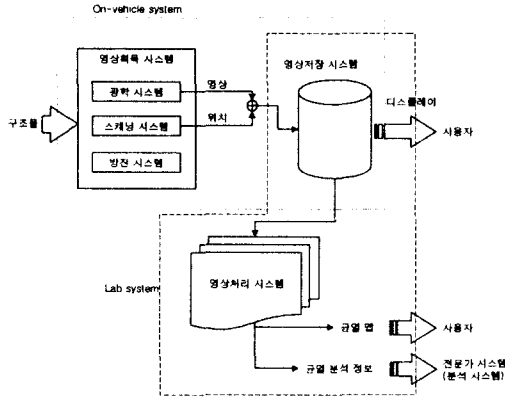 On-vehicle system
영상획득 시스템
영상저장 시스템
광학 시스템
영상
디스플레이
구조물
스캐닝 시스템
위치
사용자
방진 시스템
Lab system
영상처리 시스템
균열 맵
사용자
균열 분석 정보
전문가 시스템
(분석 시스템)